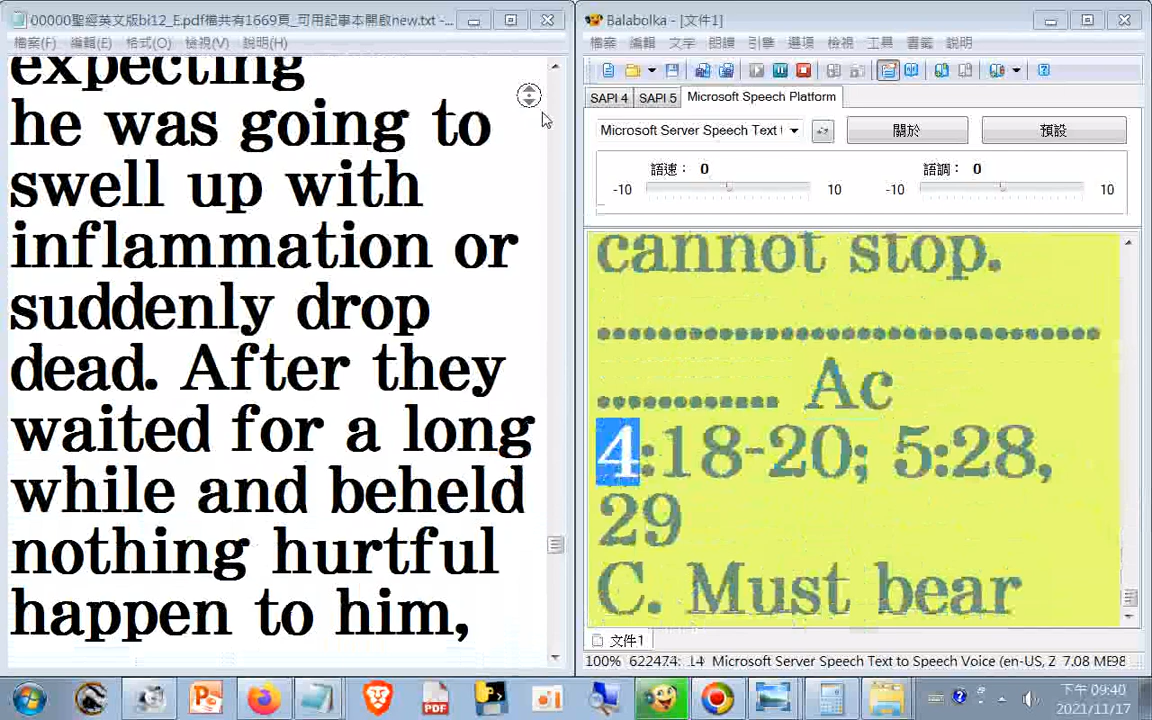 00000聖經英文版bi12_E.pdf檔共有1669頁_可用記事本開啟new.txt -...
檔案(F) 編輯(E) 格式(O) 檢視(V) 說明(H)
expecting
he was going to
swell up with
inflammation or
suddenly drop
dead. After they
waited for a long
while and beheld
nothing hurtful
happen to him,
Balabolka - [文件1]
檔案 編輯 文字 朗讀 引擎 選項 檢視 工具 書籤 說明
SAPI 4 SAPI 5 Microsoft Speech Platform
Microsoft Server Speech Text 關於 預設
語速： 0 語調： 0
-10 10 -10 10
cannot stop.
...................................
............. Ac
4:18-20; 5:28,
29
C. Must bear
文件1
100% 622474: 14 Microsoft Server Speech Text to Speech Voice (en-US, Z 7.08 ME98
PDF
下午 09:40
2021/11/17